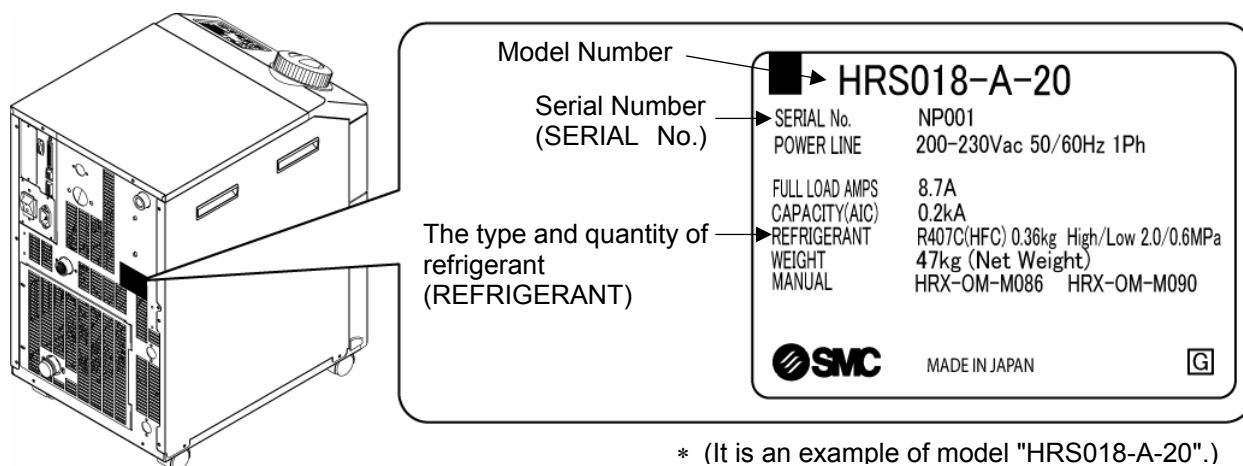 Model Number
Serial Number
(SERIAL No.)
The type and quantity of
refrigerant
(REFRIGERANT)
HRS018-A-20
SERIAL No. NP001
POWER LINE 200-230Vac 50/60Hz 1Ph
FULL LOAD AMPS 8.7A
CAPACITY(AIC) 0.2kA
REFRIGERANT R407C(HFC) 0.36kg High/Low 2.0/0.6MPa
WEIGHT 47kg (Net Weight)
MANUAL HRX-OM-M086 HRX-OM-M090
SMC MADE IN JAPAN G
* (It is an example of model "HRS018-A-20".)